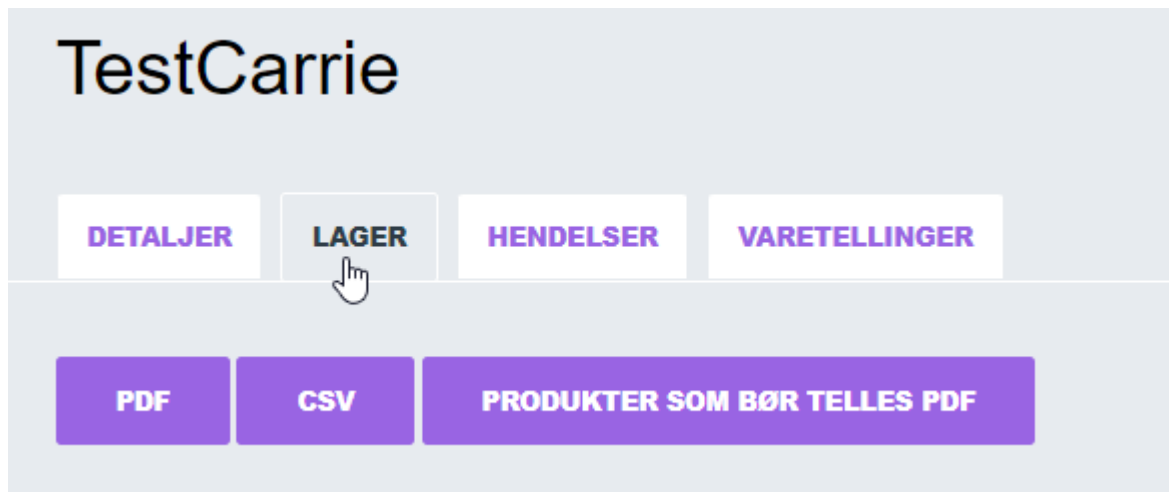 TestCarrie
DETALJER LAGER HENDELSER VARETELLINGER
PDF CSV PRODUKTER SOM BØR TELLES PDF